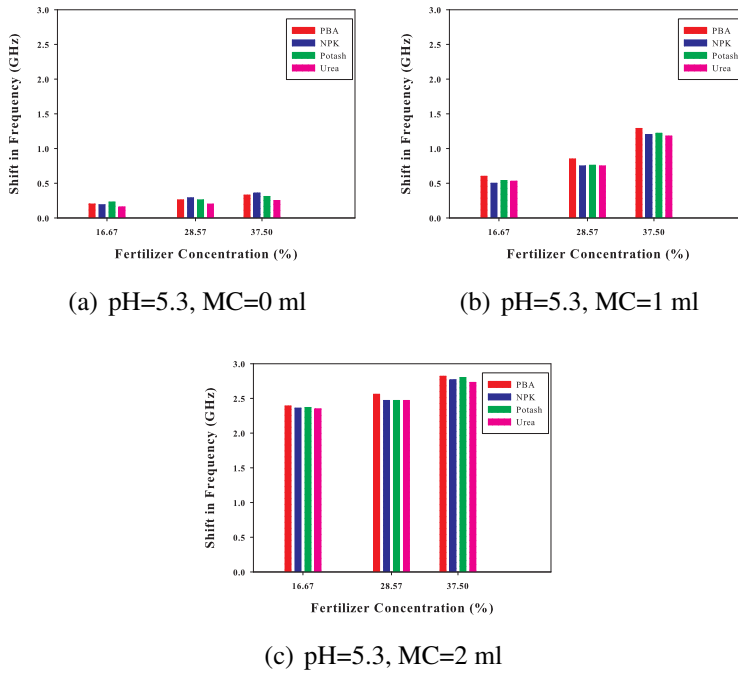 3.0
2.5
2.0
1.5
1.0
0.5
0.0
Shift in Frequency (GHz)
PBA
NPK
Potash
Urea
16.67 28.57 37.50
Fertilizer Concentration (%)
(a) pH=5.3, MC=0 ml
3.0
2.5
2.0
1.5
1.0
0.5
0.0
Shift in Frequency (GHz)
PBA
NPK
Potash
Urea
16.67 28.57 37.50
Fertilizer Concentration (%)
(b) pH=5.3, MC=1 ml
3.0
2.5
2.0
1.5
1.0
0.5
0.0
Shift in Frequency (GHz)
PBA
NPK
Potash
Urea
16.67 28.57 37.50
Fertilizer Concentration (%)
(c) pH=5.3, MC=2 ml